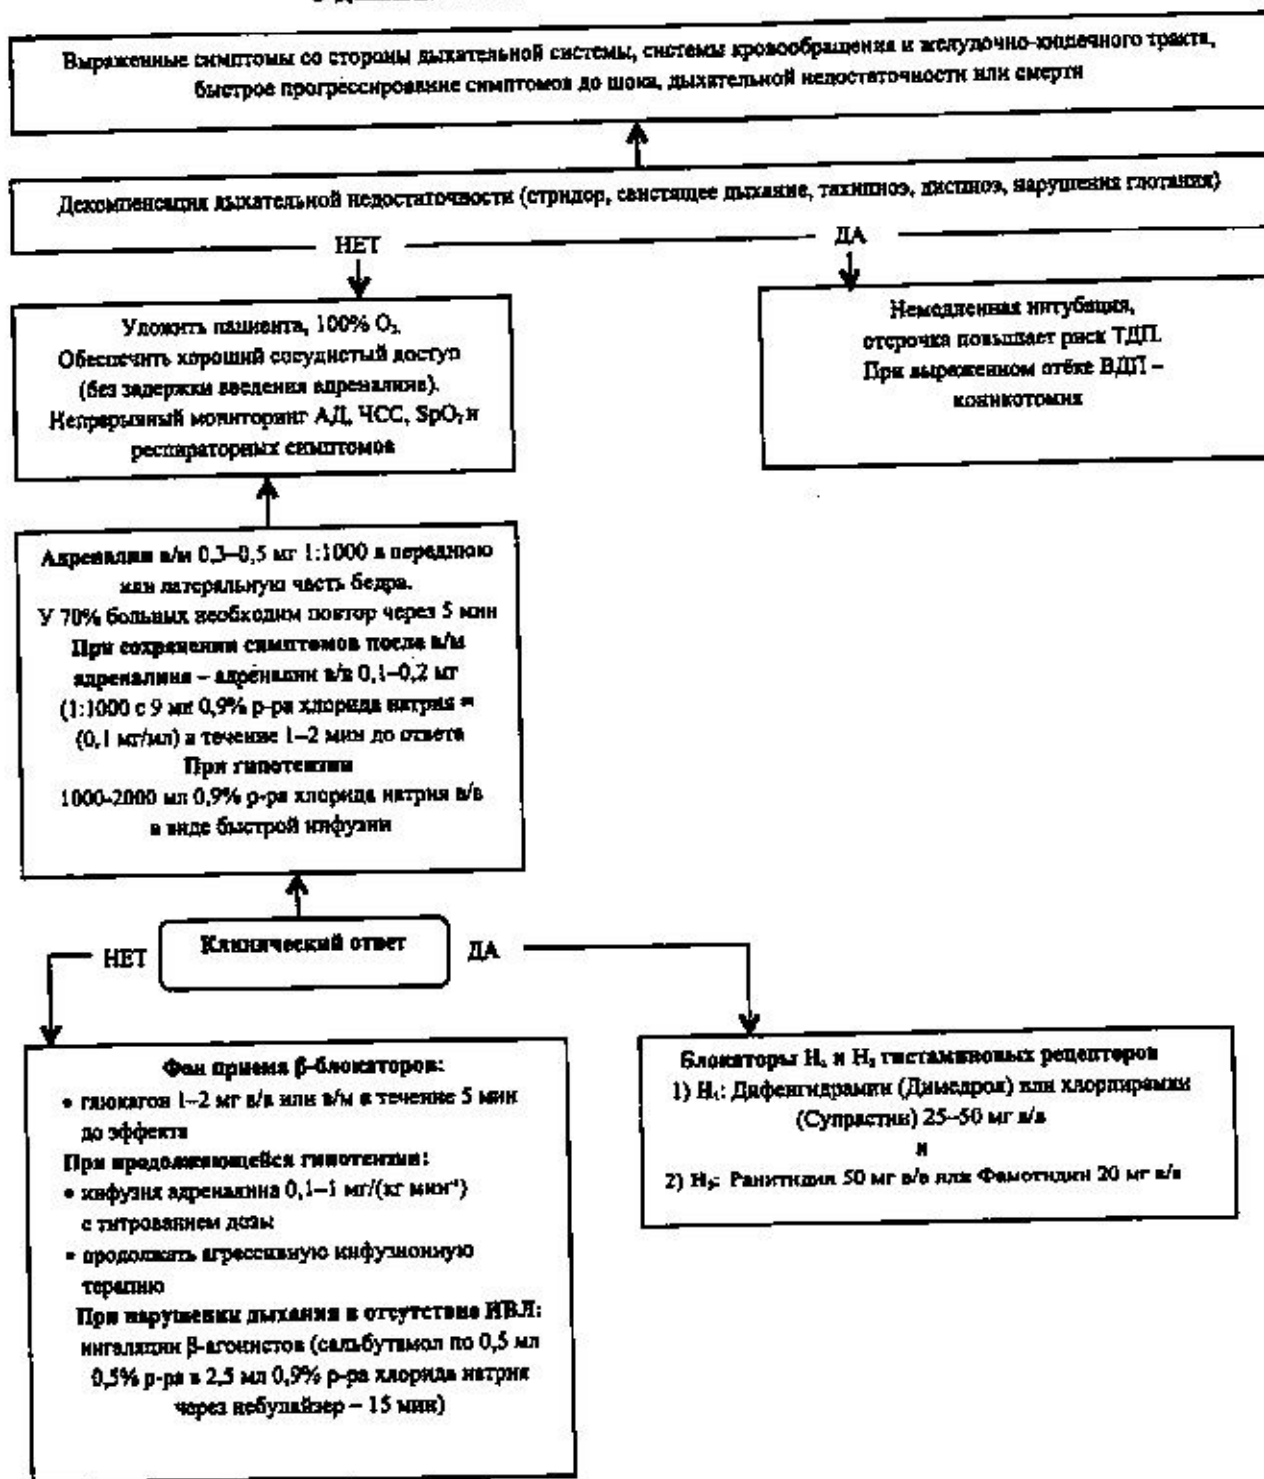 Выраженные симптомы со стороны дыхательной системы, системы кровообращения и желудочно-кишечного тракта,
быстрое прогрессирование симптомов до шока, дыхательной недостаточности или смерти
Декомпенсация дыхательной недостаточности (стридор, свистящее дыхание, тахипноэ, диспноэ, нарушения глотания)
НЕТ
ДА
Уложить пациента, 100% O₂.
Обеспечить хороший сосудистый доступ
(без задержки введения адреналина).
Непрерывный мониторинг АД, ЧСС, SpO₂ и
респираторных симптомов
Немедленная интубация,
отсрочка повышает риск ТДП.
При выраженном отёке ВДП –
коникотомия
Адреналин в/м 0,3–0,5 мг 1:1000 в переднюю
или латеральную часть бедра.
У 70% больных необходим повтор через 5 мин
При сохранении симптомов после в/м
адреналина – адреналин в/в 0,1–0,2 мг
(1:1000 с 9 мл 0,9% р-ра хлорида натрия =
(0,1 мг/мл) в течение 1–2 мин до ответа
При гипотензии
1000-2000 мл 0,9% р-ра хлорида натрия в/в
в виде быстрой инфузии
НЕТ
Клинический ответ
ДА
Фон приема β-блокаторов:
• глюкагон 1–2 мг в/в или в/м в течение 5 мин
до эффекта
При продолжающейся гипотензии:
• инфузия адреналина 0,1–1 мг/(кг мин⁻¹)
с титрованием дозы
• продолжать агрессивную инфузионную
терапию
При нарушении дыхания в отсутствие ИВЛ:
ингаляции β-агонистов (сальбутамол по 0,5 мл
0,5% р-ра в 2,5 мл 0,9% р-ра хлорида натрия
через небулайзер – 15 мин)
Блокаторы H₁ и H₂ гистаминовых рецепторов
1) H₁: Дифенгидрамин (Димедрол) или хлорпирамин
(Супрастин) 25–50 мг в/в
и
2) H₂: Ранитидин 50 мг в/в или Фамотидин 20 мг в/в